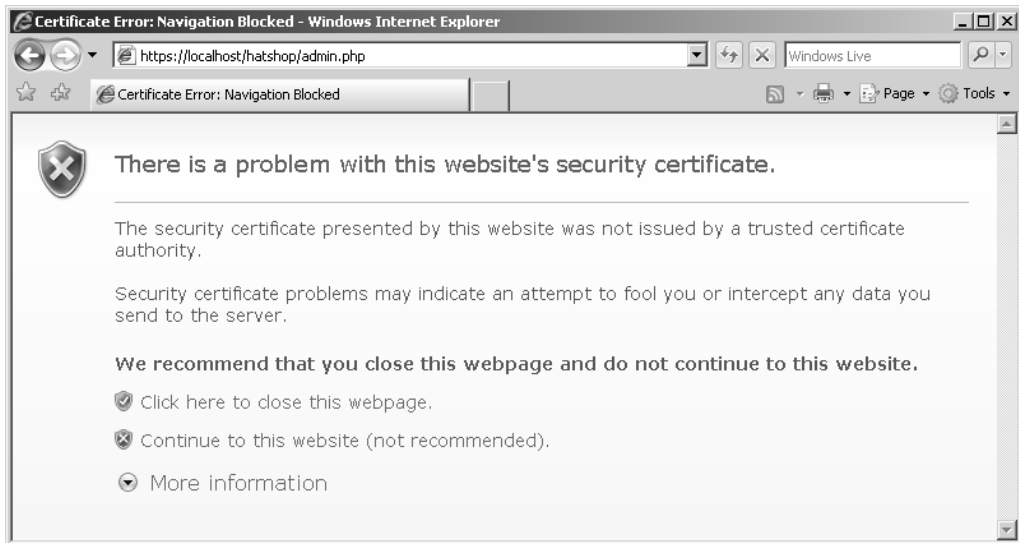 Certificate Error: Navigation Blocked - Windows Internet Explorer
https://localhost/hatshop/admin.php
Windows Live
Certificate Error: Navigation Blocked
Page
Tools
There is a problem with this website's security certificate.
The security certificate presented by this website was not issued by a trusted certificate
authority.
Security certificate problems may indicate an attempt to fool you or intercept any data you
send to the server.
We recommend that you close this webpage and do not continue to this website.
Click here to close this webpage.
Continue to this website (not recommended).
More information